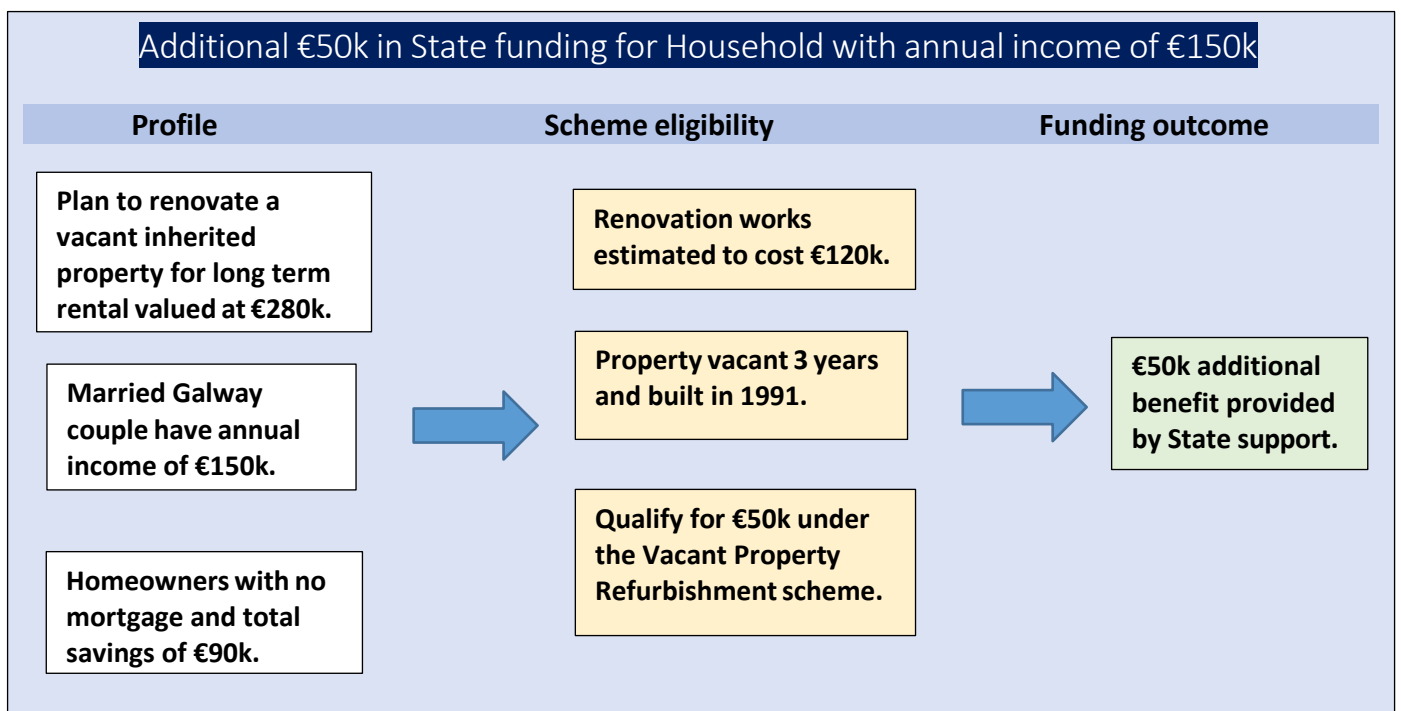 Additional €50k in State funding for Household with annual income of €150k
Profile
Scheme eligibility
Funding outcome
Plan to renovate a
vacant inherited
property for long term
rental valued at €280k.
Married Galway
couple have annual
income of €150k.
Homeowners with no
mortgage and total
savings of €90k.
Renovation works
estimated to cost €120k.
Property vacant 3 years
and built in 1991.
Qualify for €50k under
the Vacant Property
Refurbishment scheme.
€50k additional
benefit provided
by State support.